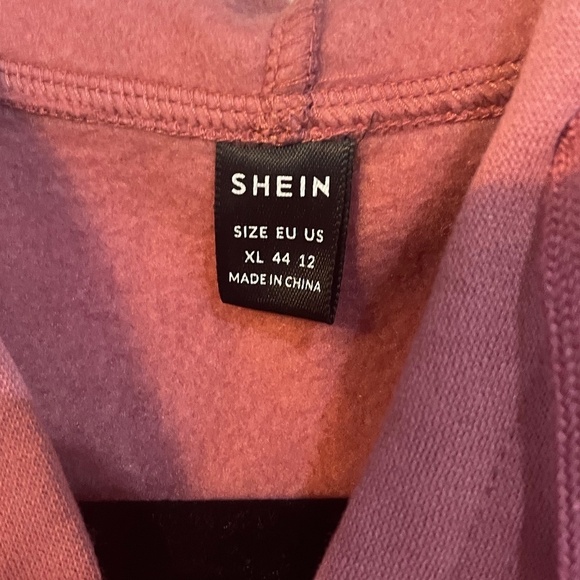 SHEIN
SIZE EU US
XL 44 12
MADE IN CHINA